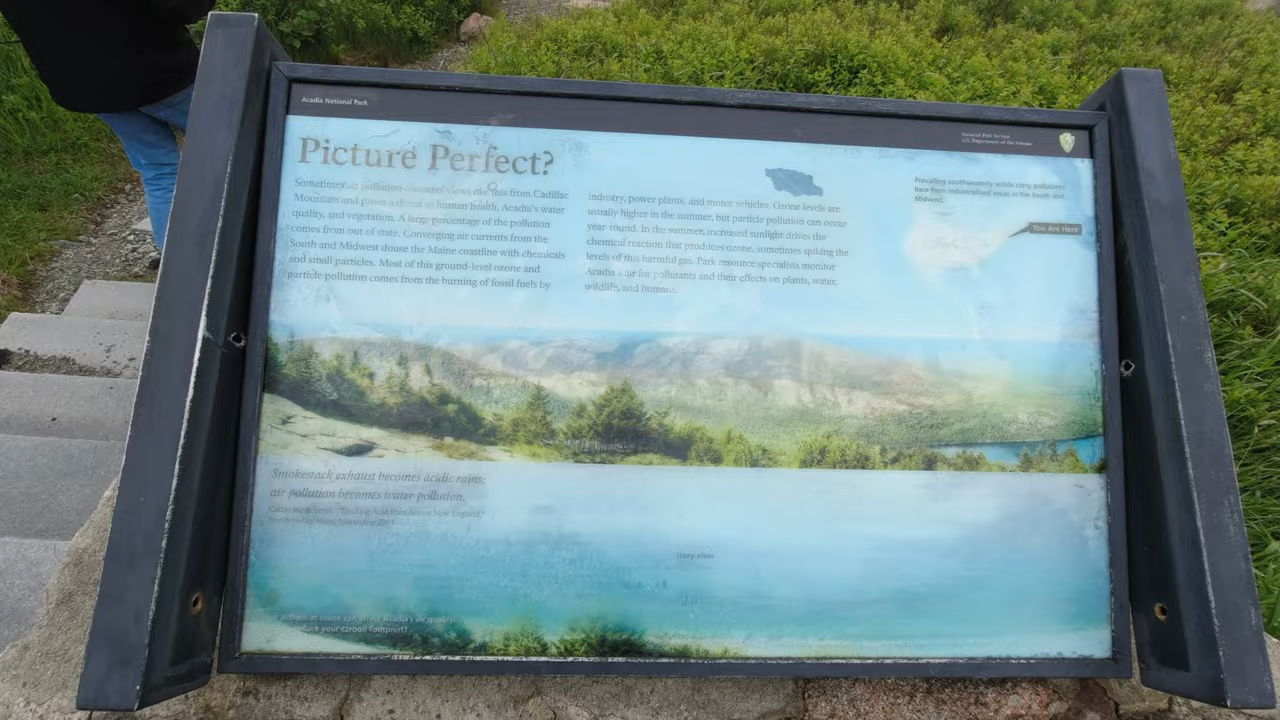 Acadia National Park
National Park Service
U.S. Department of the Interior
Picture Perfect?
Sometimes air pollution obscures views like this from Cadillac
Mountain and poses a threat to human health, Acadia's water
quality, and vegetation. A large percentage of the pollution
comes from out of state. Converging air currents from the
South and Midwest douse the Maine coastline with chemicals
and small particles. Most of this ground-level ozone and
particle pollution comes from the burning of fossil fuels by
industry, power plants, and motor vehicles. Ozone levels are
usually higher in the summer, but particle pollution can occur
year-round. In the summer, increased sunlight drives the
chemical reaction that produces ozone, sometimes spiking the
levels of this harmful gas. Park resource specialists monitor
Acadia's air for pollutants and their effects on plants, water,
wildlife, and humans.
Prevailing southwesterly winds carry pollutants
here from industrialized areas in the South and
Midwest.
You Are Here
Smokestack exhaust becomes acidic rains;
air pollution becomes water pollution.
Catherine Schmitt, "Tracking Acid Rain Across New England,"
November 2001
Hazy view
at home can affect Acadia's air quality.
reduce your carbon footprint?